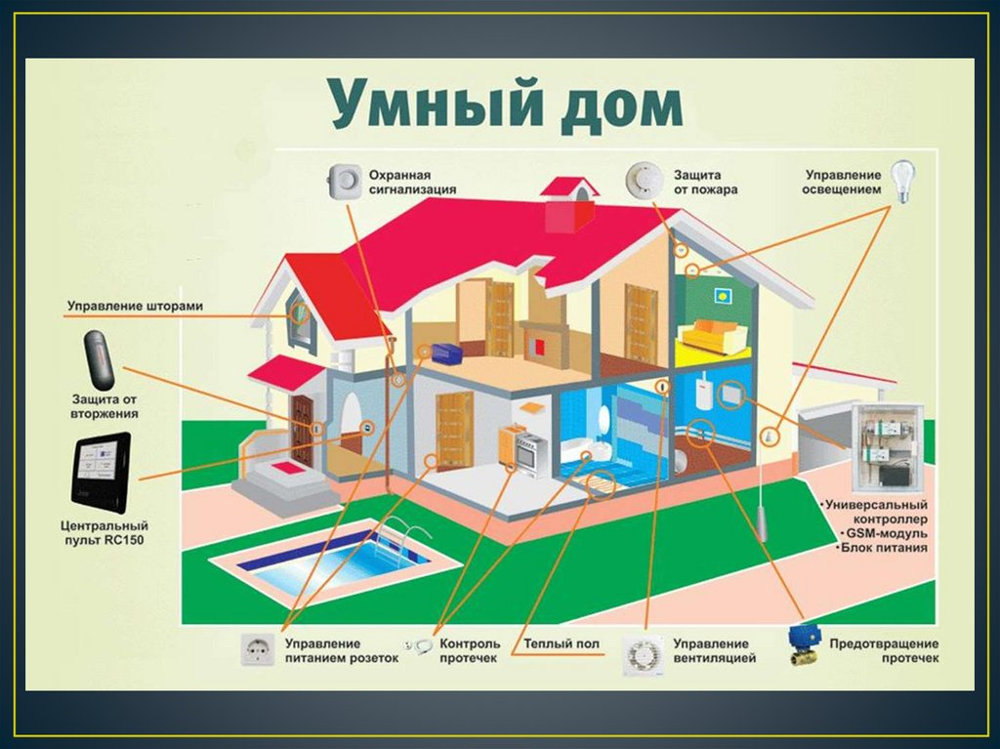 Умный дом
Охранная
сигнализация
Защита
от пожара
Управление
освещением
Управление шторами
Защита от
вторжения
Центральный
пульт RC150
•Универсальный
контроллер
•GSM-модуль
•Блок питания
Управление
питанием розеток
Контроль
протечек
Теплый пол
Управление
вентиляцией
Предотвращение
протечек